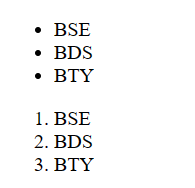 • BSE
• BDS
• BTY
1. BSE
2. BDS
3. BTY